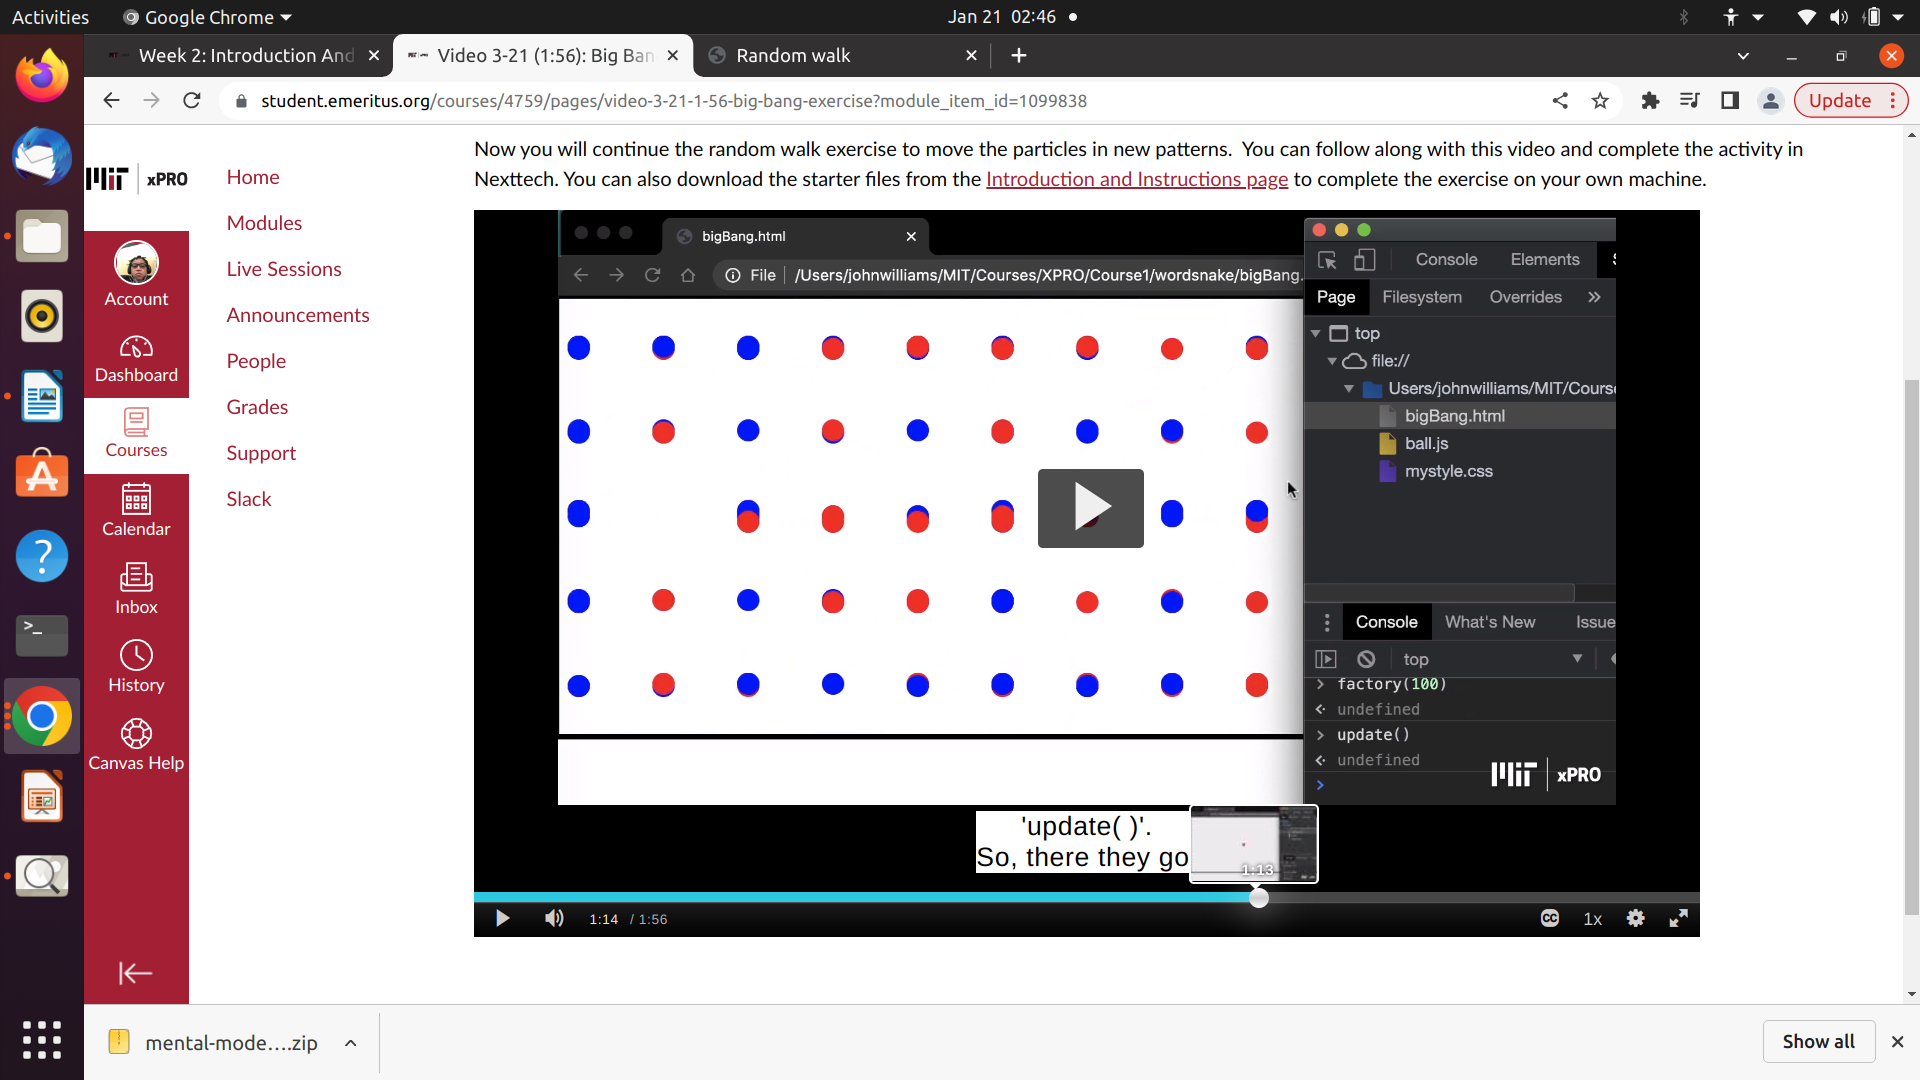 Activities
Google Chrome
Jan 21 02:46
Week 2: Introduction And
Video 3-21 (1:56): Big Ban
Random walk
student.emeritus.org/courses/4759/pages/video-3-21-1-56-big-bang-exercise?module_item_id=1099838
Update
MIT xPRO
Account
Dashboard
Courses
Calendar
Inbox
History
Canvas Help
Home
Modules
Live Sessions
Announcements
People
Grades
Support
Slack
Now you will continue the random walk exercise to move the particles in new patterns. You can follow along with this video and complete the activity in
Nexttech. You can also download the starter files from the Introduction and Instructions page to complete the exercise on your own machine.
bigBang.html
File /Users/johnwilliams/MIT/Courses/XPRO/Course1/wordsnake/bigBang.
Console Elements
Page Filesystem Overrides »
top
file://
Users/johnwilliams/MIT/Course
bigBang.html
ball.js
mystyle.css
Console What's New Issue
top
factory(100)
undefined
update()
undefined
MIT xPRO
'update( )'.
So, there they go
1:13
1:14 / 1:56
CC
1x
mental-mode....zip
Show all